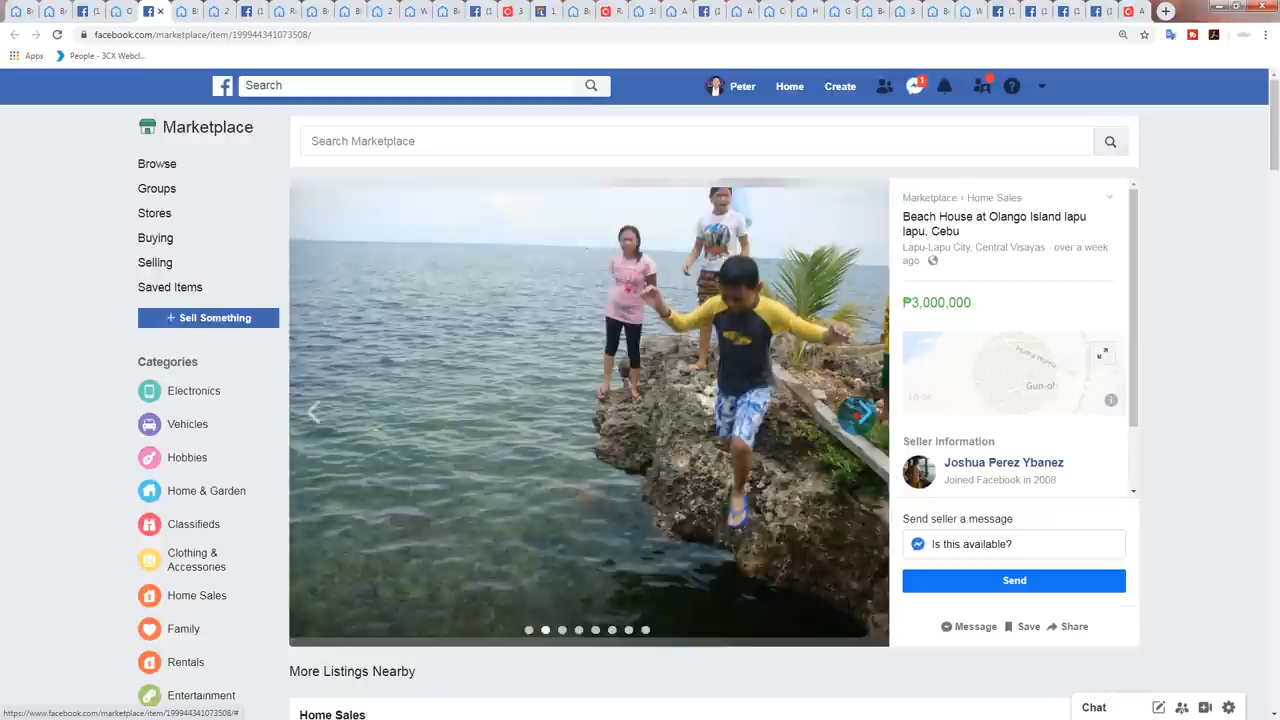 facebook.com/marketplace/item/199944341073508/
Apps
People - 3CX Webcl...
Search
Peter
Home
Create
1
Marketplace
Search Marketplace
Browse
Groups
Stores
Buying
Selling
Saved Items
+ Sell Something
Categories
Electronics
Vehicles
Hobbies
Home & Garden
Classifieds
Clothing &
Accessories
Home Sales
Family
Rentals
Entertainment
Marketplace › Home Sales
Beach House at Olango Island lapu
lapu, Cebu
Lapu-Lapu City, Central Visayas over a week
ago
₱3,000,000
Gun-ob
Seller Information
Joshua Perez Ybanez
Joined Facebook in 2008
Send seller a message
Is this available?
Send
Message
Save
Share
More Listings Nearby
Home Sales
Chat
https://www.facebook.com/marketplace/item/199944341073508/#